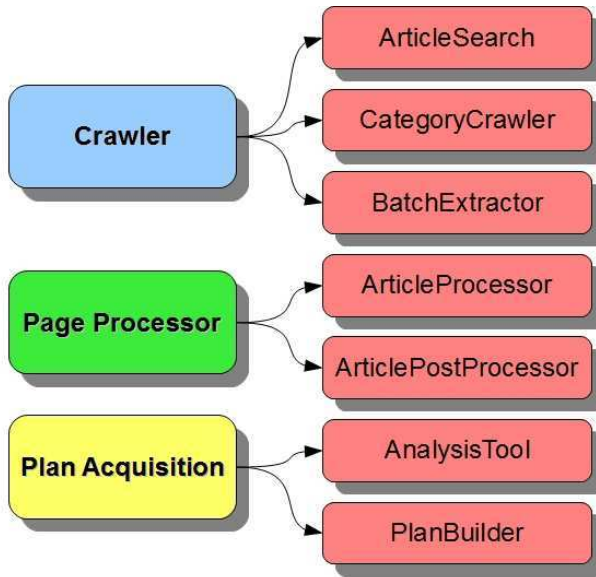 Crawler
ArticleSearch
CategoryCrawler
BatchExtractor
Page Processor
ArticleProcessor
ArticlePostProcessor
Plan Acquisition
AnalysisTool
PlanBuilder